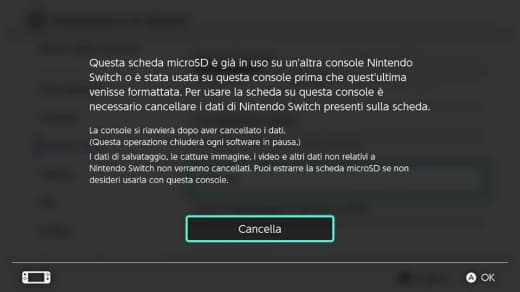 Questa scheda microSD è già in uso su un'altra console Nintendo
Switch o è stata usata su questa console prima che quest'ultima
venisse formattata. Per usare la scheda su questa console è
necessario cancellare i dati di Nintendo Switch presenti sulla scheda.
La console si riavvierà dopo aver cancellato i dati.
(Questa operazione chiuderà ogni software in pausa.)
I dati di salvataggio, le catture immagine, i video e altri dati non relativi a
Nintendo Switch non verranno cancellati. Puoi estrarre la scheda microSD se non
desideri usarla con questa console.
Cancella
A OK